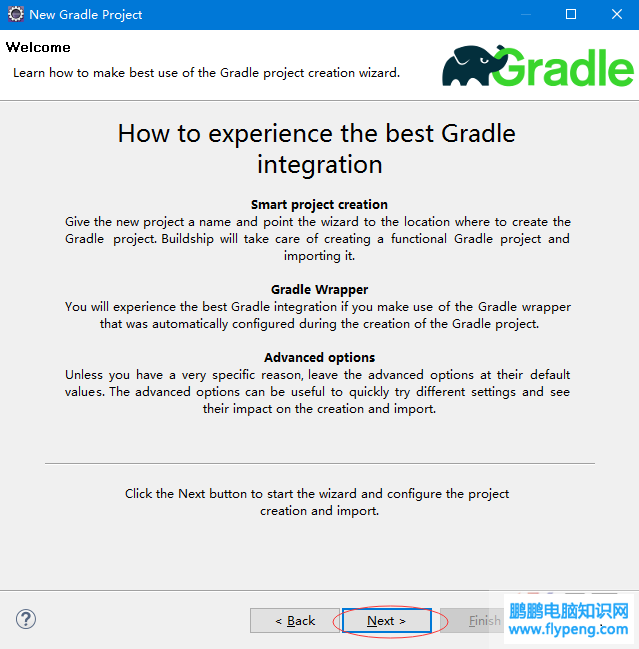 New Gradle Project
Welcome
Learn how to make best use of the Gradle project creation wizard.
Gradle
How to experience the best Gradle
integration
Smart project creation
Give the new project a name and point the wizard to the location where to create the
Gradle project. Buildship will take care of creating a functional Gradle project and
importing it.
Gradle Wrapper
You will experience the best Gradle integration if you make use of the Gradle wrapper
that was automatically configured during the creation of the Gradle project.
Advanced options
Unless you have a very specific reason, leave the advanced options at their default
values. The advanced options can be useful to quickly try different settings and see
their impact on the creation and import.
Click the Next button to start the wizard and configure the project
creation and import.
?
< Back
Next >
Finish
鹏鹏电脑知识网
www.flypeng.com